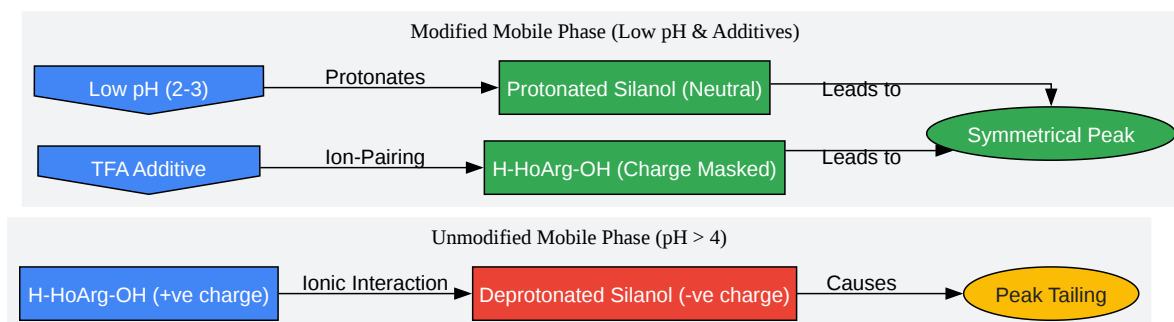 Modified Mobile Phase (Low pH & Additives)
Low pH (2-3)
Protonates
Protonated Silanol (Neutral)
Leads to
Symmetrical Peak
TFA Additive
Ion-Pairing
H-HoArg-OH (Charge Masked)
Leads to
Unmodified Mobile Phase (pH > 4)
H-HoArg-OH (+ve charge)
Ionic Interaction
Deprotonated Silanol (-ve charge)
Causes
Peak Tailing